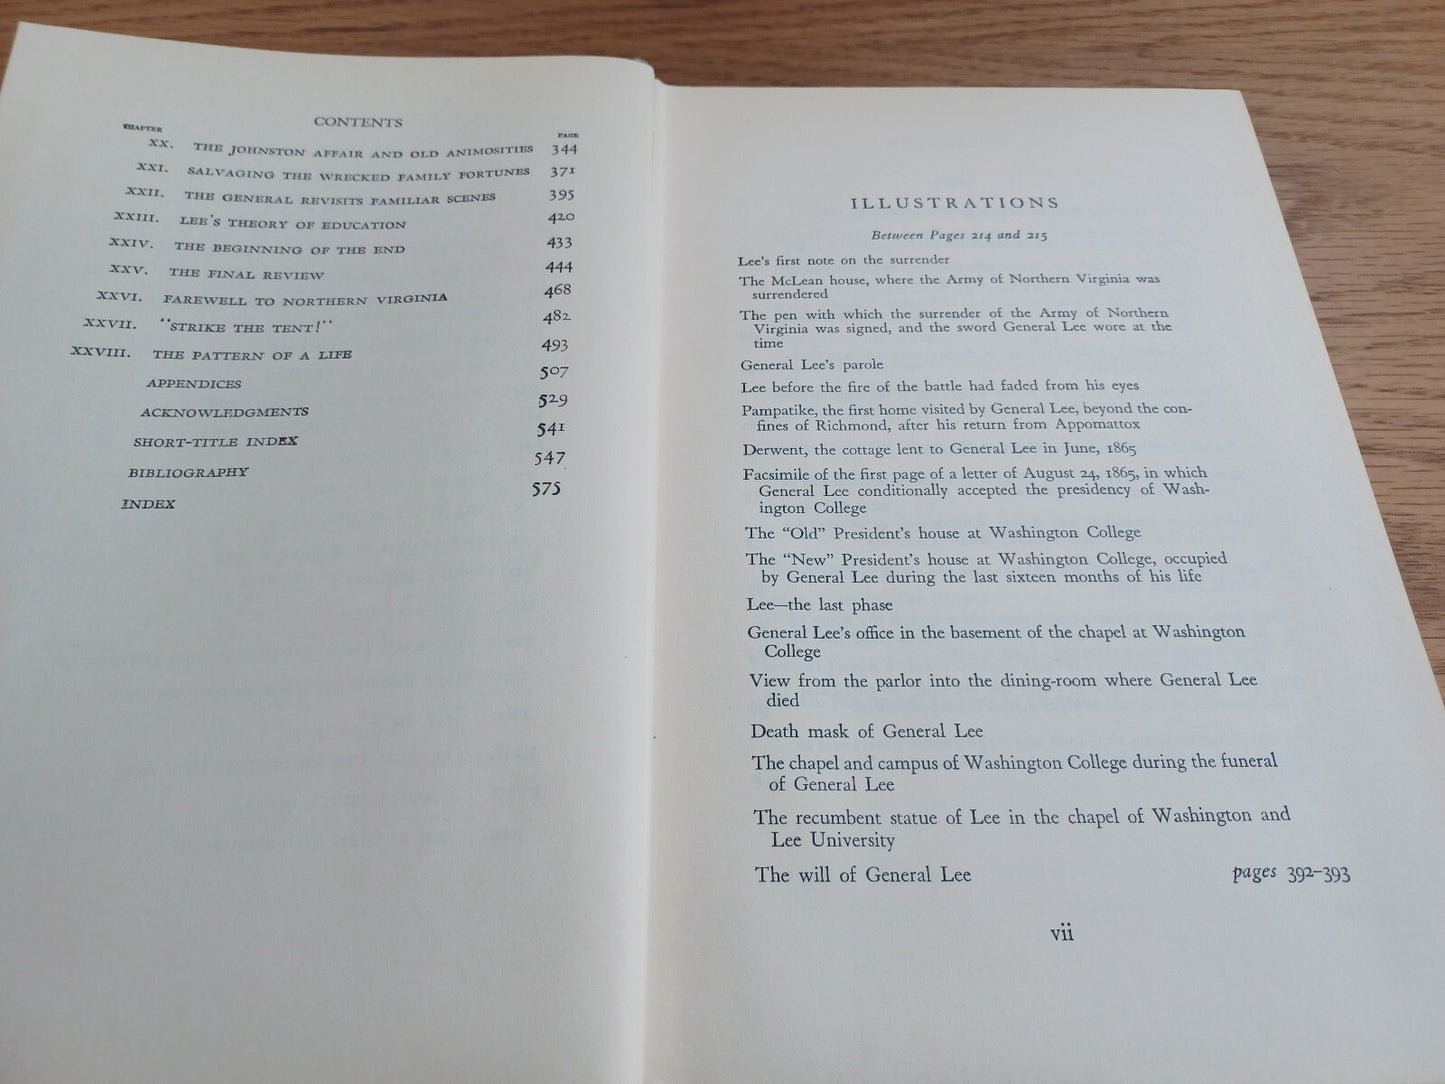 CONTENTS
CHAPTER PAGE
XX. THE JOHNSTON AFFAIR AND OLD ANIMOSITIES 344
XXI. SALVAGING THE WRECKED FAMILY FORTUNES 371
XXII. THE GENERAL REVISITS FAMILIAR SCENES 395
XXIII. LEE'S THEORY OF EDUCATION 420
XXIV. THE BEGINNING OF THE END 433
XXV. THE FINAL REVIEW 444
XXVI. FAREWELL TO NORTHERN VIRGINIA 468
XXVII. "STRIKE THE TENT!" 482
XXVIII. THE PATTERN OF A LIFE 493
APPENDICES 507
ACKNOWLEDGMENTS 529
SHORT-TITLE INDEX 541
BIBLIOGRAPHY 547
INDEX 575
ILLUSTRATIONS
Between Pages 214 and 215
Lee's first note on the surrender
The McLean house, where the Army of Northern Virginia was
surrendered
The pen with which the surrender of the Army of Northern
Virginia was signed, and the sword General Lee wore at the
time
General Lee's parole
Lee before the fire of the battle had faded from his eyes
Pampatike, the first home visited by General Lee, beyond the con-
fines of Richmond, after his return from Appomattox
Derwent, the cottage lent to General Lee in June, 1865
Facsimile of the first page of a letter of August 24, 1865, in which
General Lee conditionally accepted the presidency of Wash-
ington College
The "Old" President's house at Washington College
The "New" President's house at Washington College, occupied
by General Lee during the last sixteen months of his life
Lee—the last phase
General Lee's office in the basement of the chapel at Washington
College
View from the parlor into the dining-room where General Lee
died
Death mask of General Lee
The chapel and campus of Washington College during the funeral
of General Lee
The recumbent statue of Lee in the chapel of Washington and
Lee University
The will of General Lee pages 392–393
vii